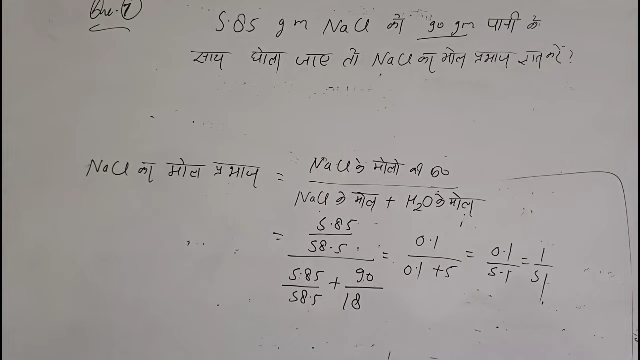 Que. 7
5.85 gm NaCl को 90 gm पानी के
साथ घोला जाए तो NaCl का मोल प्रभाव ज्ञात करो?
NaCl का मोल प्रभाव = NaCl के मोलो की सं०
NaCl के मोल + H₂O के मोल
= 5.85/58.5 = 0.1/0.1+5 = 0.1/5.1 = 1/51
5.85/58.5 + 90/18